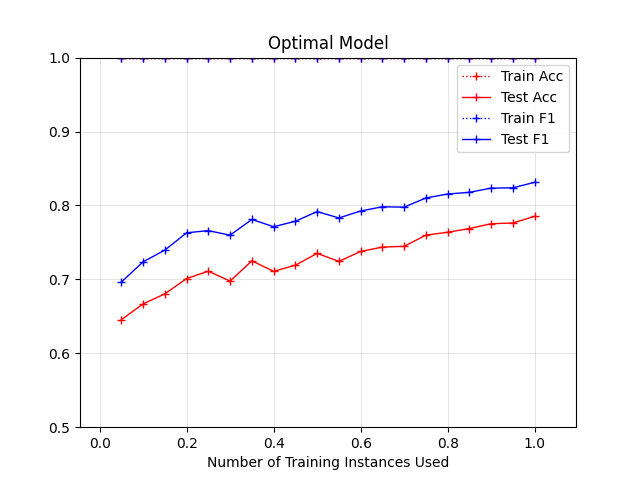 Optimal Model
1.0
0.9
0.8
0.7
0.6
0.5
Train Acc
Test Acc
Train F1
Test F1
0.0 0.2 0.4 0.6 0.8 1.0
Number of Training Instances Used